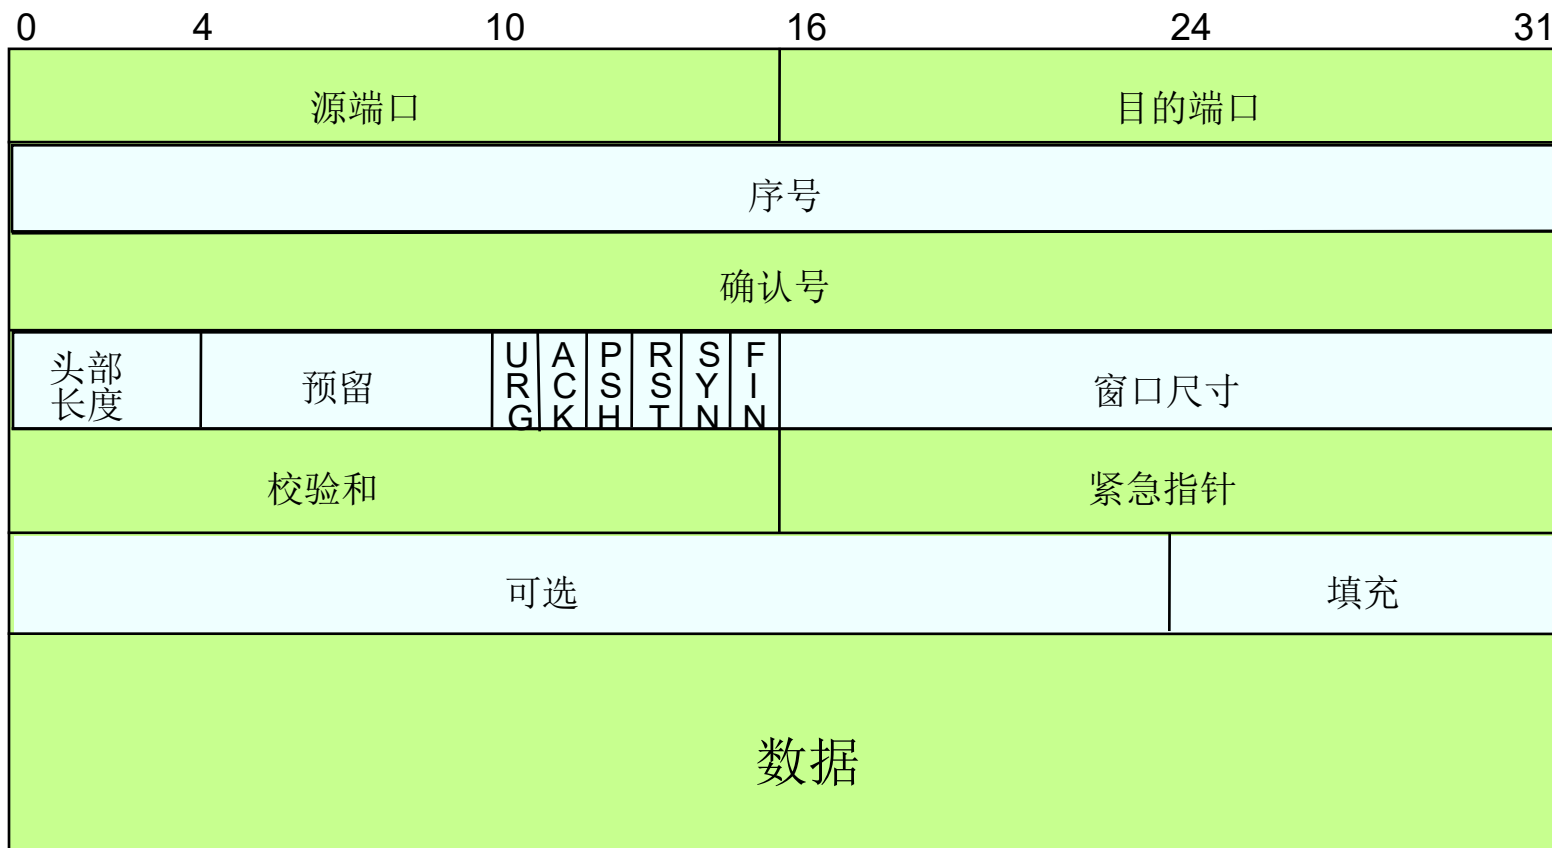 0 4 10 16 24 31
源端口 目的端口
序号
确认号
头部
长度
预留
URG ACK PSH RST SYN FIN
窗口尺寸
校验和 紧急指针
可选 填充
数据